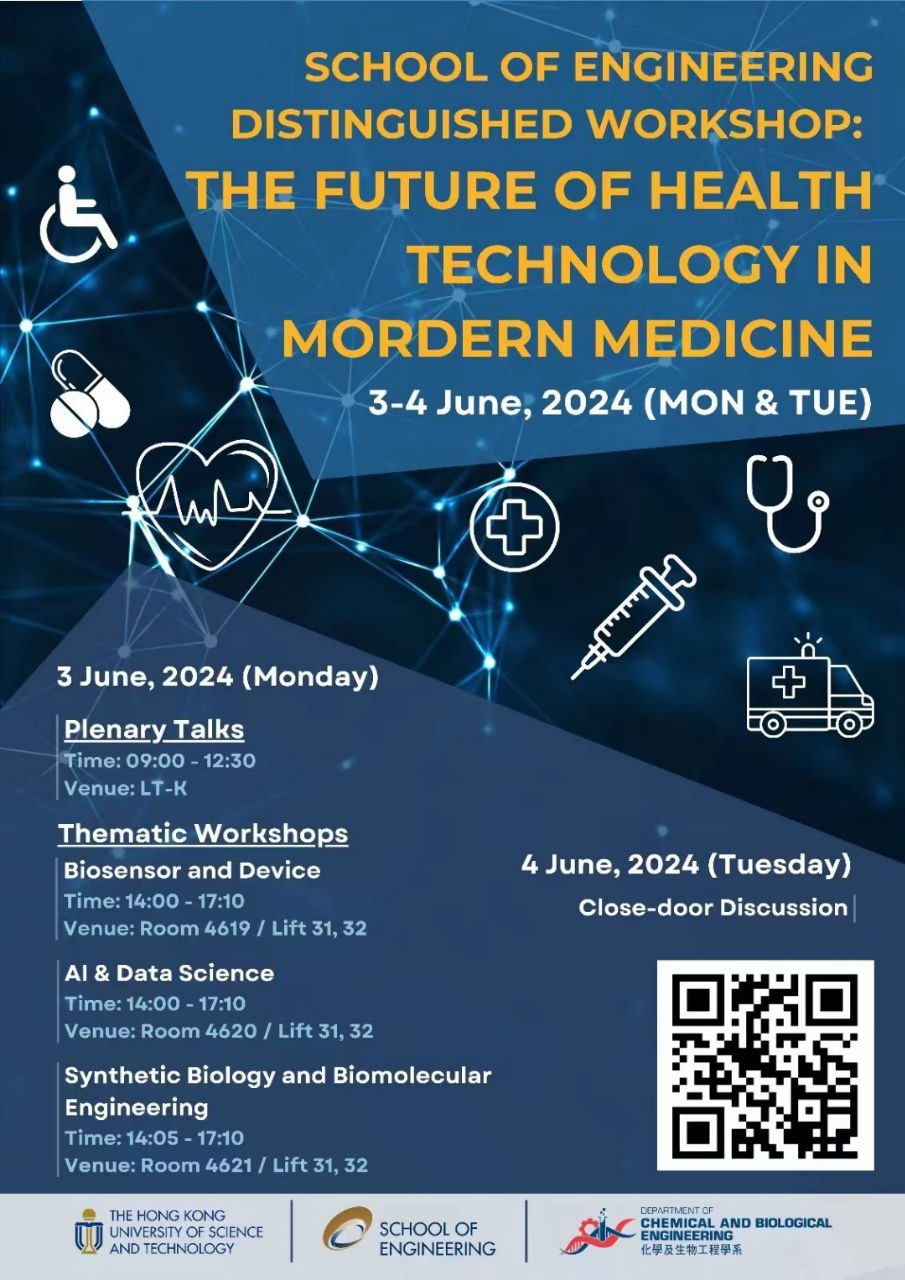 SCHOOL OF ENGINEERING
DISTINGUISHED WORKSHOP:
THE FUTURE OF HEALTH
TECHNOLOGY IN
MORDERN MEDICINE
3-4 June, 2024 (MON & TUE)
3 June, 2024 (Monday)
Plenary Talks
Time: 09:00 - 12:30
Venue: LT-K
Thematic Workshops
Biosensor and Device
Time: 14:00 - 17:10
Venue: Room 4619 / Lift 31, 32
AI & Data Science
Time: 14:00 - 17:10
Venue: Room 4620 / Lift 31, 32
Synthetic Biology and Biomolecular
Engineering
Time: 14:05 - 17:10
Venue: Room 4621 / Lift 31, 32
4 June, 2024 (Tuesday)
Close-door Discussion
THE HONG KONG
UNIVERSITY OF SCIENCE
AND TECHNOLOGY
SCHOOL OF
ENGINEERING
DEPARTMENT OF
CHEMICAL AND BIOLOGICAL
ENGINEERING
化學及生物工程學系